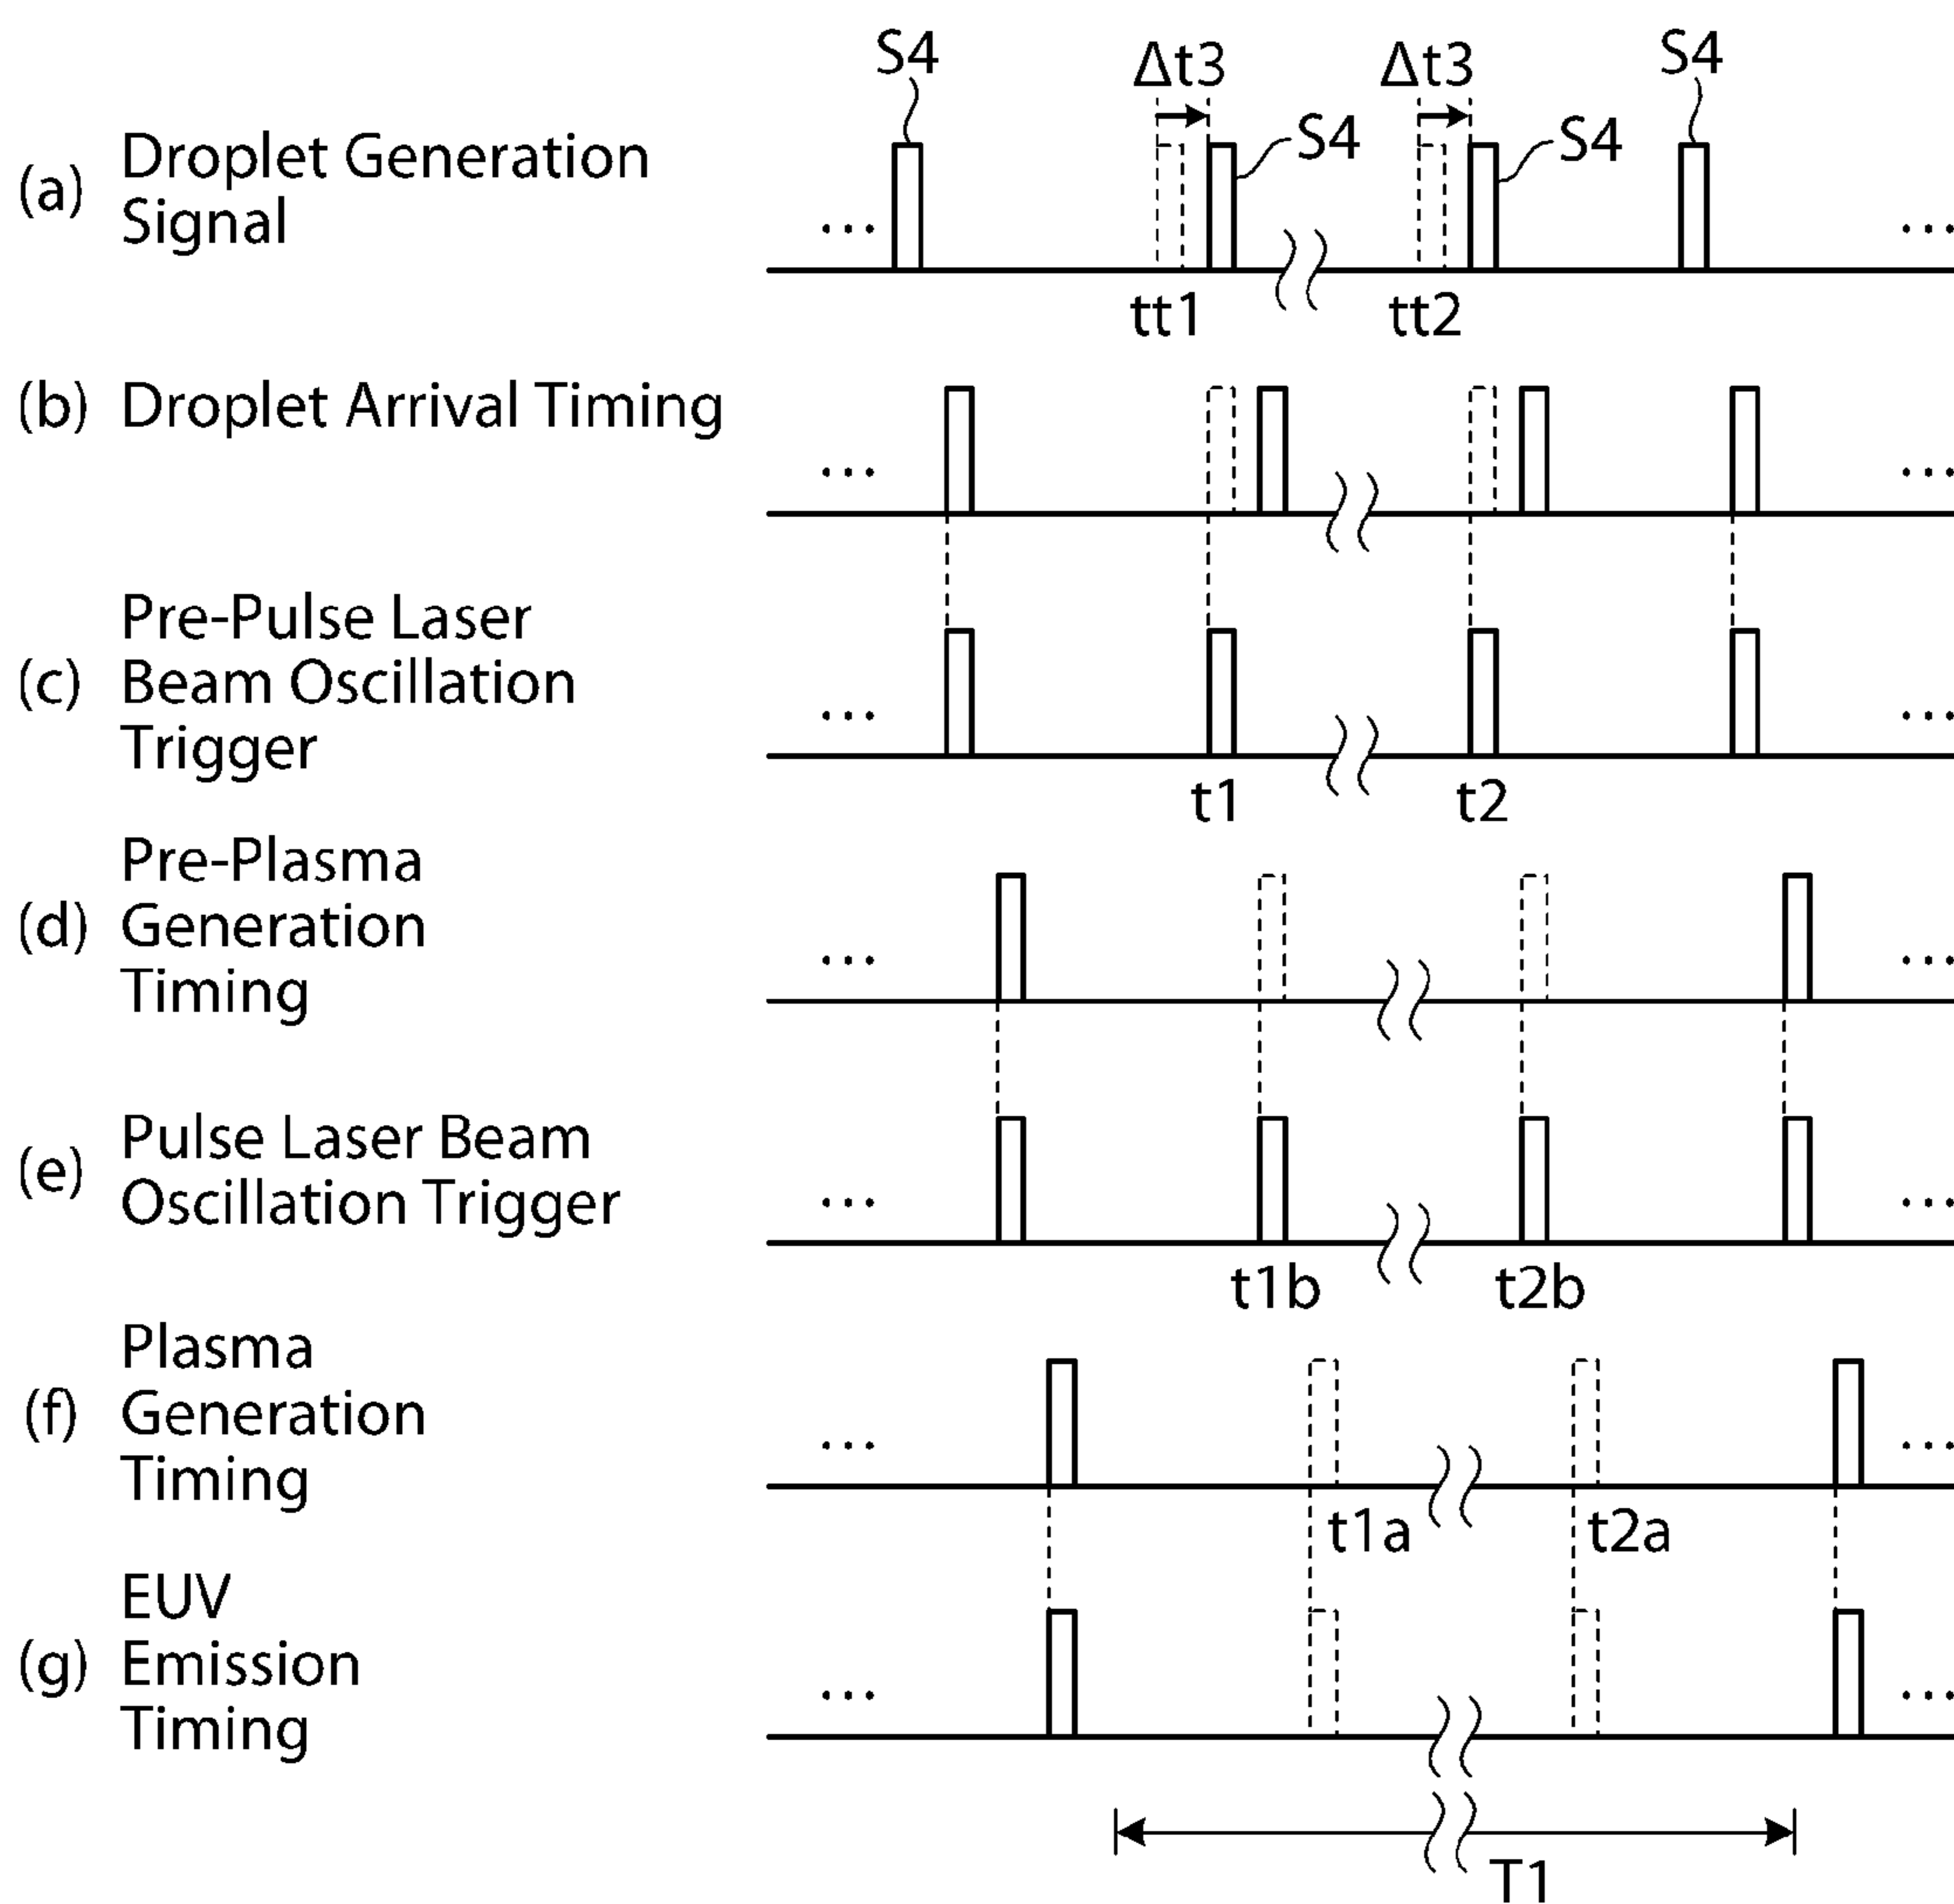 S4 Δt3 Δt3 S4
(a) Droplet Generation Signal
S4 S4
... ...
tt1 tt2
(b) Droplet Arrival Timing
... ...
(c) Pre-Pulse Laser Beam Oscillation Trigger
... ...
t1 t2
(d) Pre-Plasma Generation Timing
... ...
(e) Pulse Laser Beam Oscillation Trigger
... ...
t1b t2b
(f) Plasma Generation Timing
... ...
t1a t2a
(g) EUV Emission Timing
... ...
T1